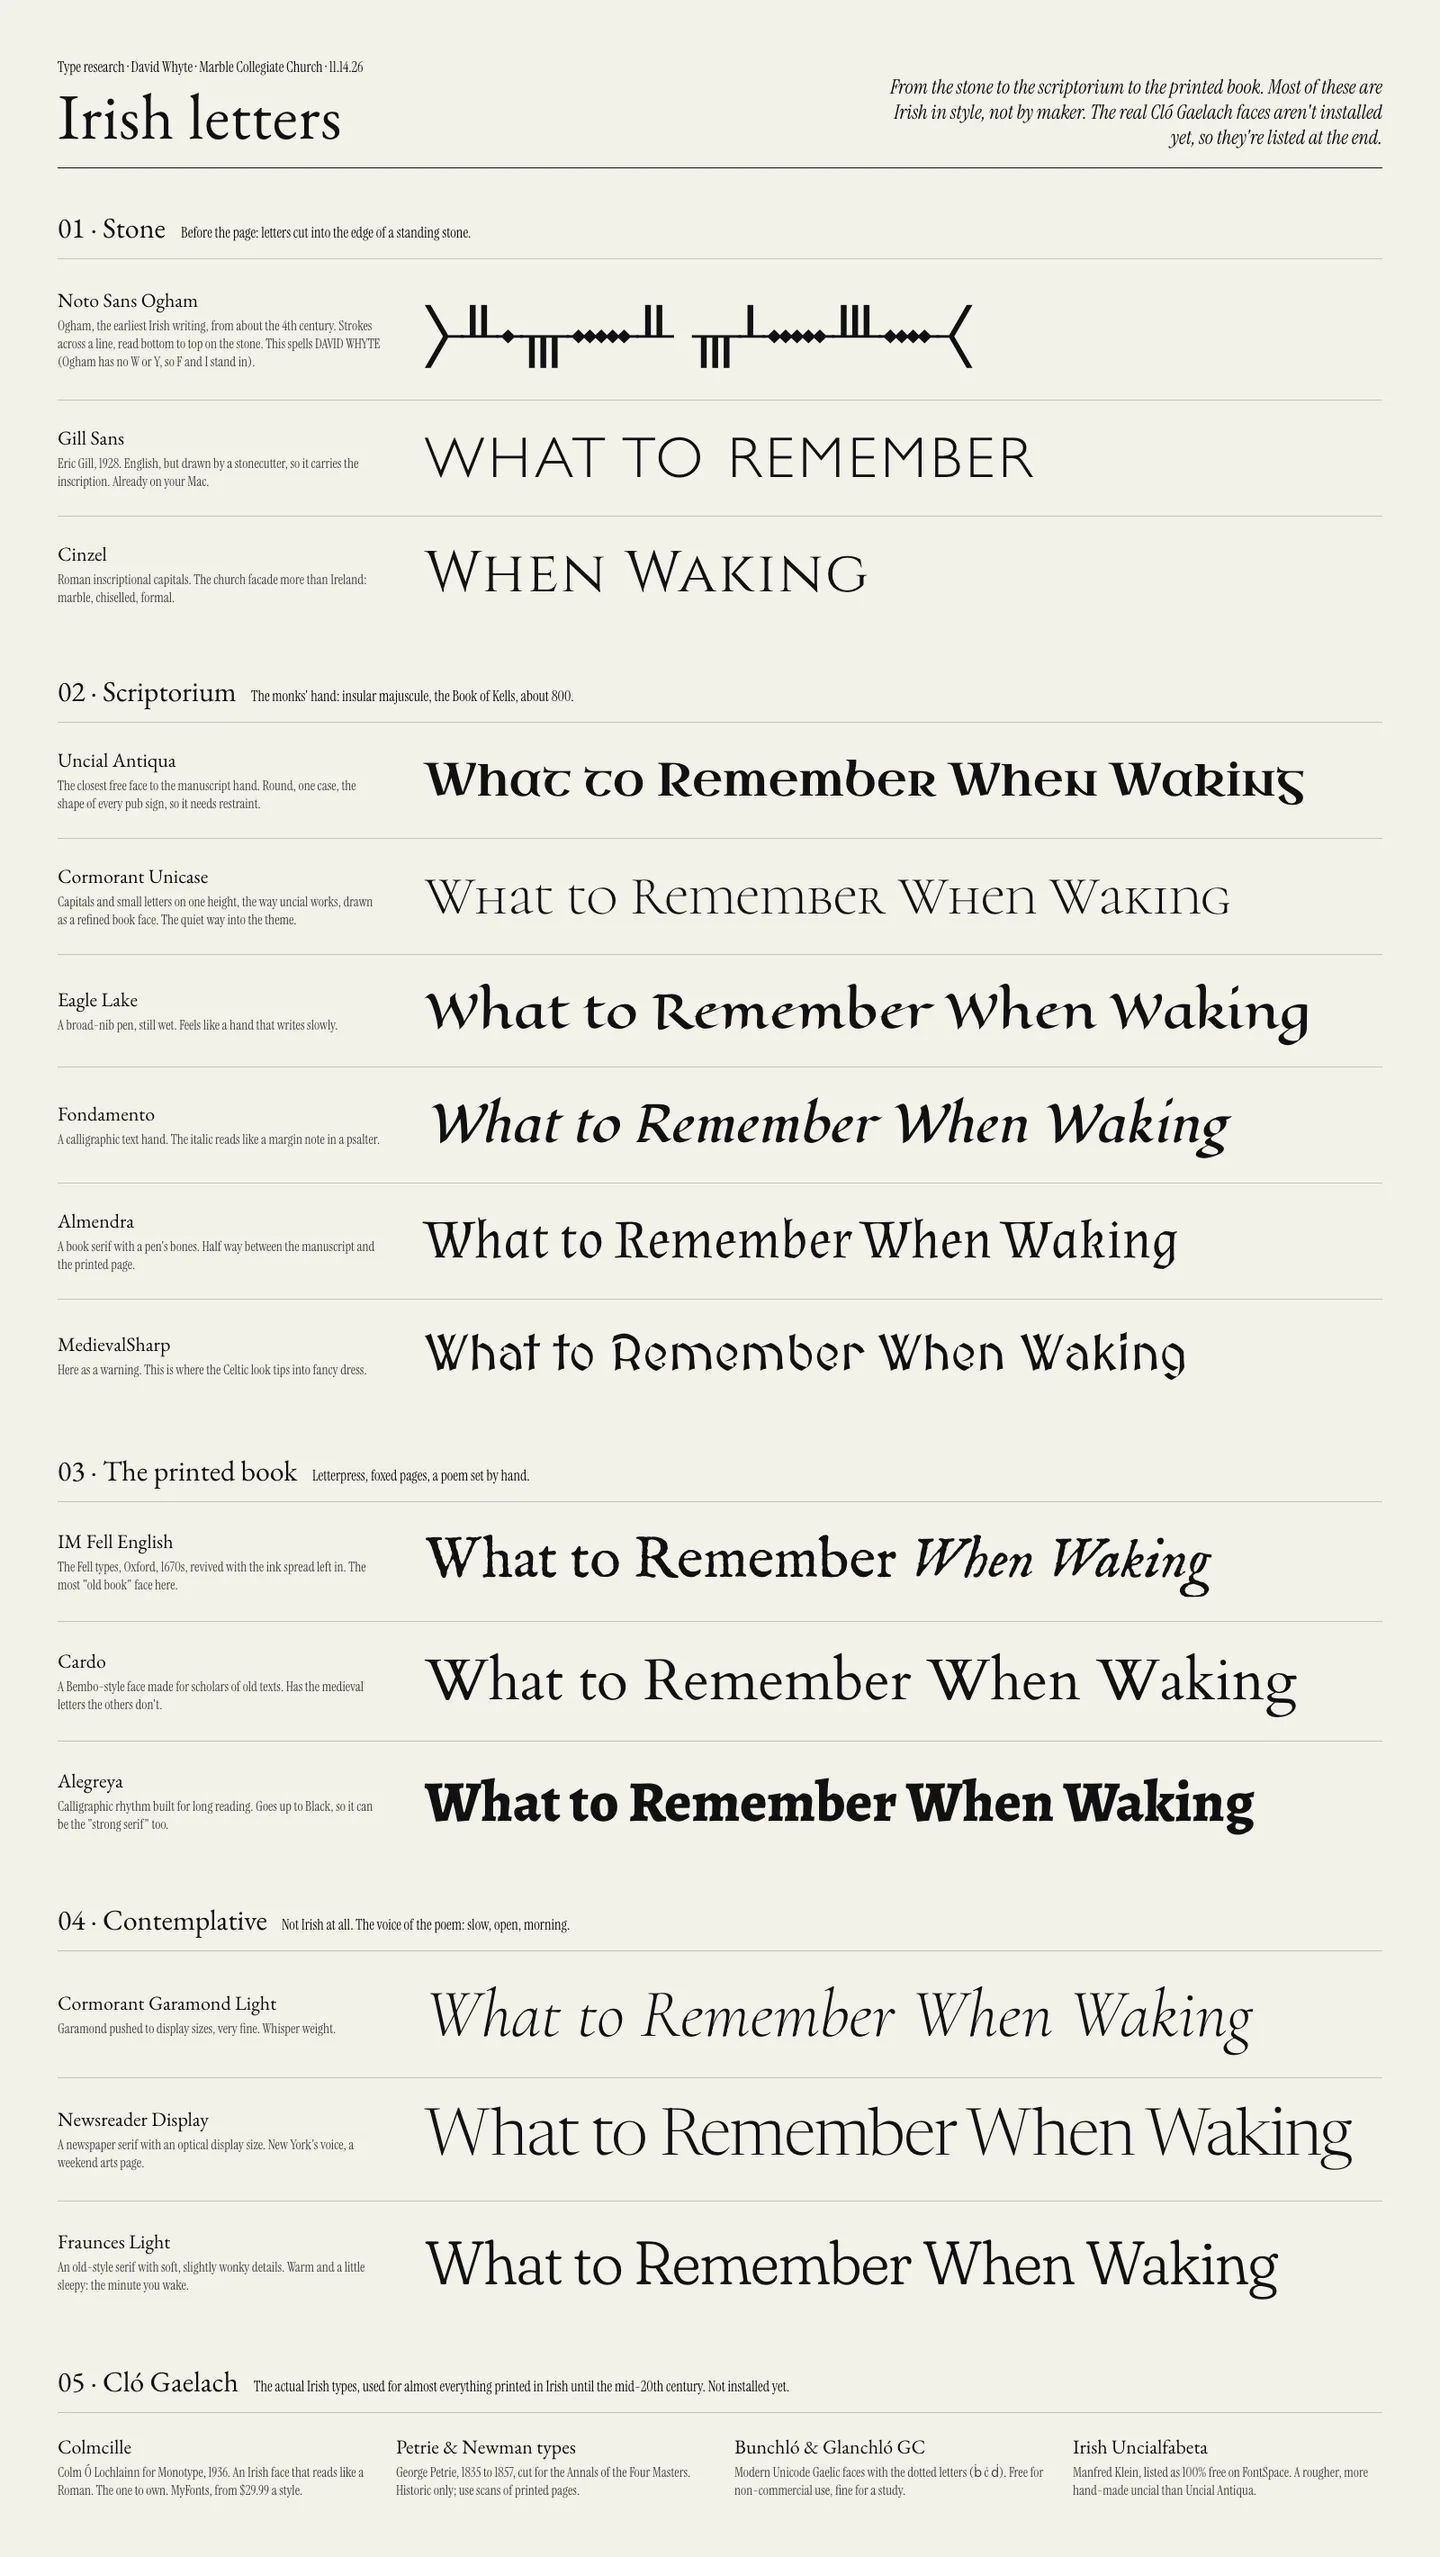 Type research · David Whyte · Marble Collegiate Church · 11.14.26
Irish letters
From the stone to the scriptorium to the printed book. Most of these are
Irish in style, not by maker. The real Cló Gaelach faces aren't installed
yet, so they're listed at the end.
01 · Stone Before the page: letters cut into the edge of a standing stone.
Noto Sans Ogham
Ogham, the earliest Irish writing, from about the 4th century. Strokes
across a line, read bottom to top on the stone. This spells DAVID WHYTE
(Ogham has no W or Y, so F and I stand in).
᚛ᚇᚐᚃᚔᚇ ᚃᚆᚔᚈᚓ᚜
Gill Sans
Eric Gill, 1928. English, but drawn by a stonecutter, so it carries the
inscription. Already on your Mac.
WHAT TO REMEMBER
Cinzel
Roman inscriptional capitals. The church facade more than Ireland:
marble, chiselled, formal.
When Waking
02 · Scriptorium The monks' hand: insular majuscule, the Book of Kells, about 800.
Uncial Antiqua
The closest free face to the manuscript hand. Round, one case, the
shape of every pub sign, so it needs restraint.
What to Remember When Waking
Cormorant Unicase
Capitals and small letters on one height, the way uncial works, drawn
as a refined book face. The quiet way into the theme.
What to Remember When Waking
Eagle Lake
A broad-nib pen, still wet. Feels like a hand that writes slowly.
What to Remember When Waking
Fondamento
A calligraphic text hand. The italic reads like a margin note in a psalter.
What to Remember When Waking
Almendra
A book serif with a pen's bones. Half way between the manuscript and
the printed page.
What to Remember When Waking
MedievalSharp
Here as a warning. This is where the Celtic look tips into fancy dress.
What to Remember When Waking
03 · The printed book Letterpress, foxed pages, a poem set by hand.
IM Fell English
The Fell types, Oxford, 1670s, revived with the ink spread left in. The
most "old book" face here.
What to Remember When Waking
Cardo
A Bembo-style face made for scholars of old texts. Has the medieval
letters the others don't.
What to Remember When Waking
Alegreya
Calligraphic rhythm built for long reading. Goes up to Black, so it can
be the "strong serif" too.
What to Remember When Waking
04 · Contemplative Not Irish at all. The voice of the poem: slow, open, morning.
Cormorant Garamond Light
Garamond pushed to display sizes, very fine. Whisper weight.
What to Remember When Waking
Newsreader Display
A newspaper serif with an optical display size. New York's voice, a
weekend arts page.
What to Remember When Waking
Fraunces Light
An old-style serif with soft, slightly wonky details. Warm and a little
sleepy: the minute you wake.
What to Remember When Waking
05 · Cló Gaelach The actual Irish types, used for almost everything printed in Irish until the mid-20th century. Not installed yet.
Colmcille
Colm Ó Lochlainn for Monotype, 1936. An Irish face that reads like a
Roman. The one to own. MyFonts, from $29.99 a style.
Petrie & Newman types
George Petrie, 1835 to 1857, cut for the Annals of the Four Masters.
Historic only; use scans of printed pages.
Bunchló & Glanchló GC
Modern Unicode Gaelic faces with the dotted letters (ḃ ċ ḋ). Free for
non-commercial use, fine for a study.
Irish Uncialfabeta
Manfred Klein, listed as 100% free on FontSpace. A rougher, more
hand-made uncial than Uncial Antiqua.